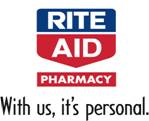 RITE
AID
PHARMACY
With us, it's personal.